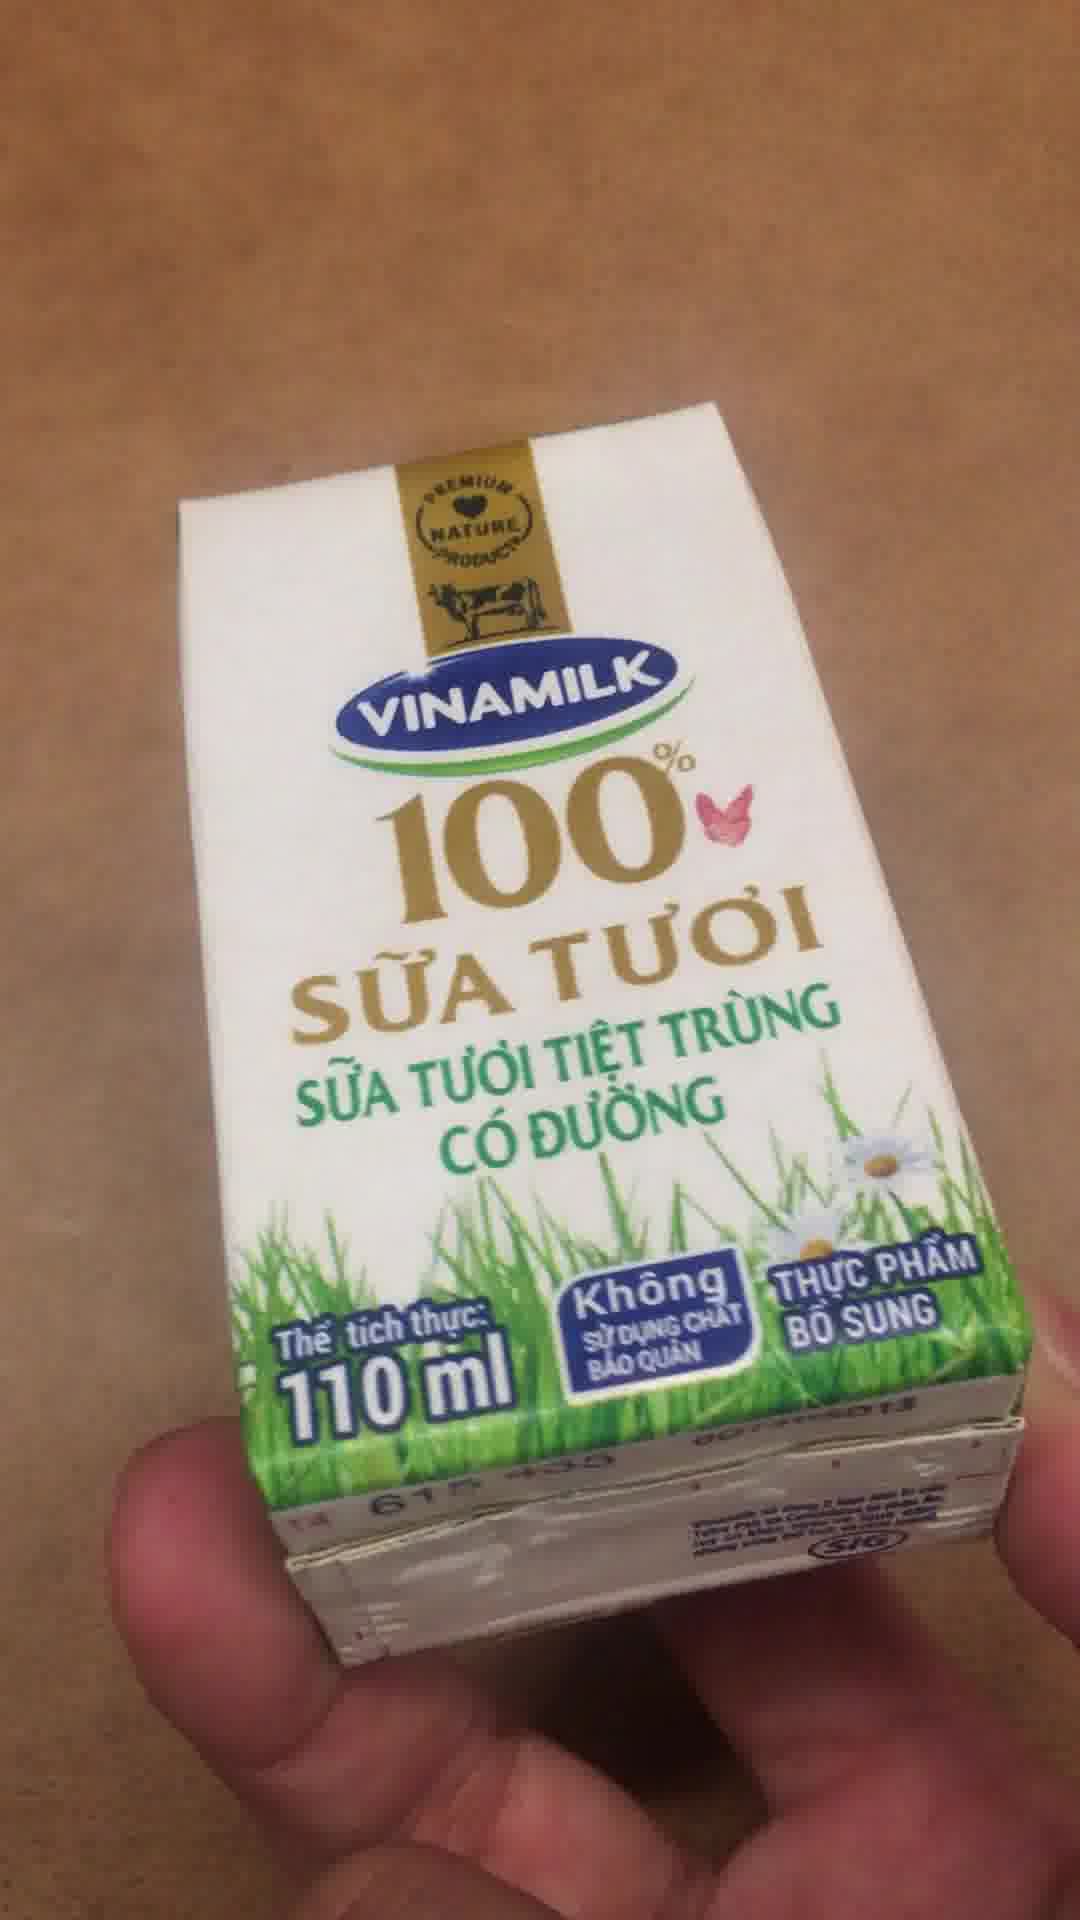 PREMIUM
NATURE
PRODUCT
VINAMILK
100%
SỮA TƯƠI
SỮA TƯƠI TIỆT TRÙNG
CÓ ĐƯỜNG
Thể tích thực:
110 ml
Không
SỬ DỤNG CHẤT
BẢO QUẢN
THỰC PHẨM
BỔ SUNG
SIG